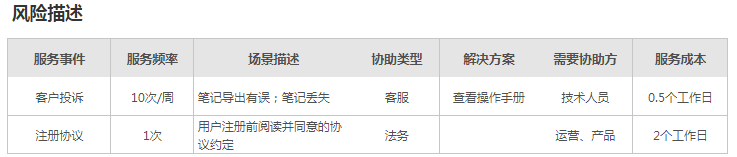 风险描述
服务事件 服务频率 场景描述 协助类型 解决方案 需要协助方 服务成本
客户投诉 10次/周 笔记导出有误；笔记丢失 客服 查看操作手册 技术人员 0.5个工作日
注册协议 1次 用户注册前阅读并同意的协 法务 运营、产品 2个工作日
议约定